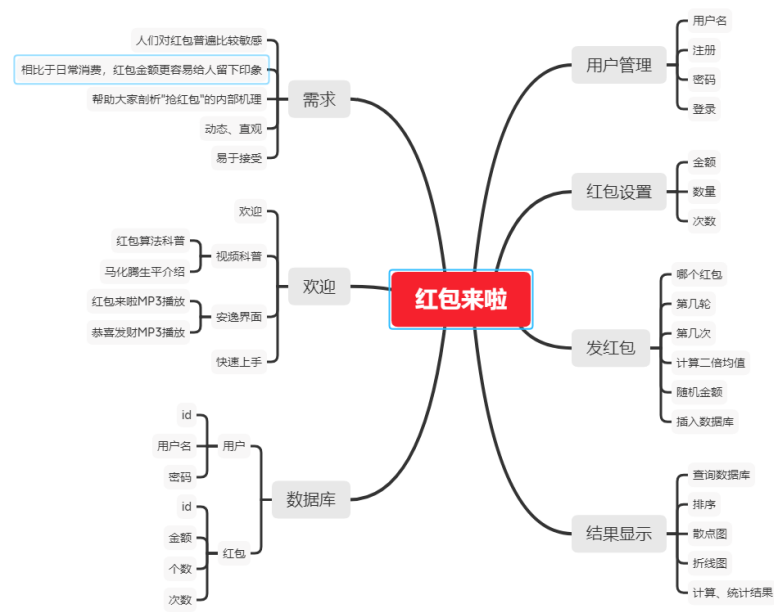 红包来啦
需求
人们对红包普遍比较敏感
相比于日常消费，红包金额更容易给人留下印象
帮助大家剖析"抢红包"的内部机理
动态、直观
易于接受
欢迎
欢迎
视频科普
红包算法科普
马化腾生平介绍
安逸界面
红包来啦MP3播放
恭喜发财MP3播放
快速上手
数据库
用户
id
用户名
密码
红包
id
金额
个数
次数
用户管理
用户名
注册
密码
登录
红包设置
金额
数量
次数
发红包
哪个红包
第几轮
第几次
计算二倍均值
随机金额
插入数据库
结果显示
查询数据库
排序
散点图
折线图
计算、统计结果